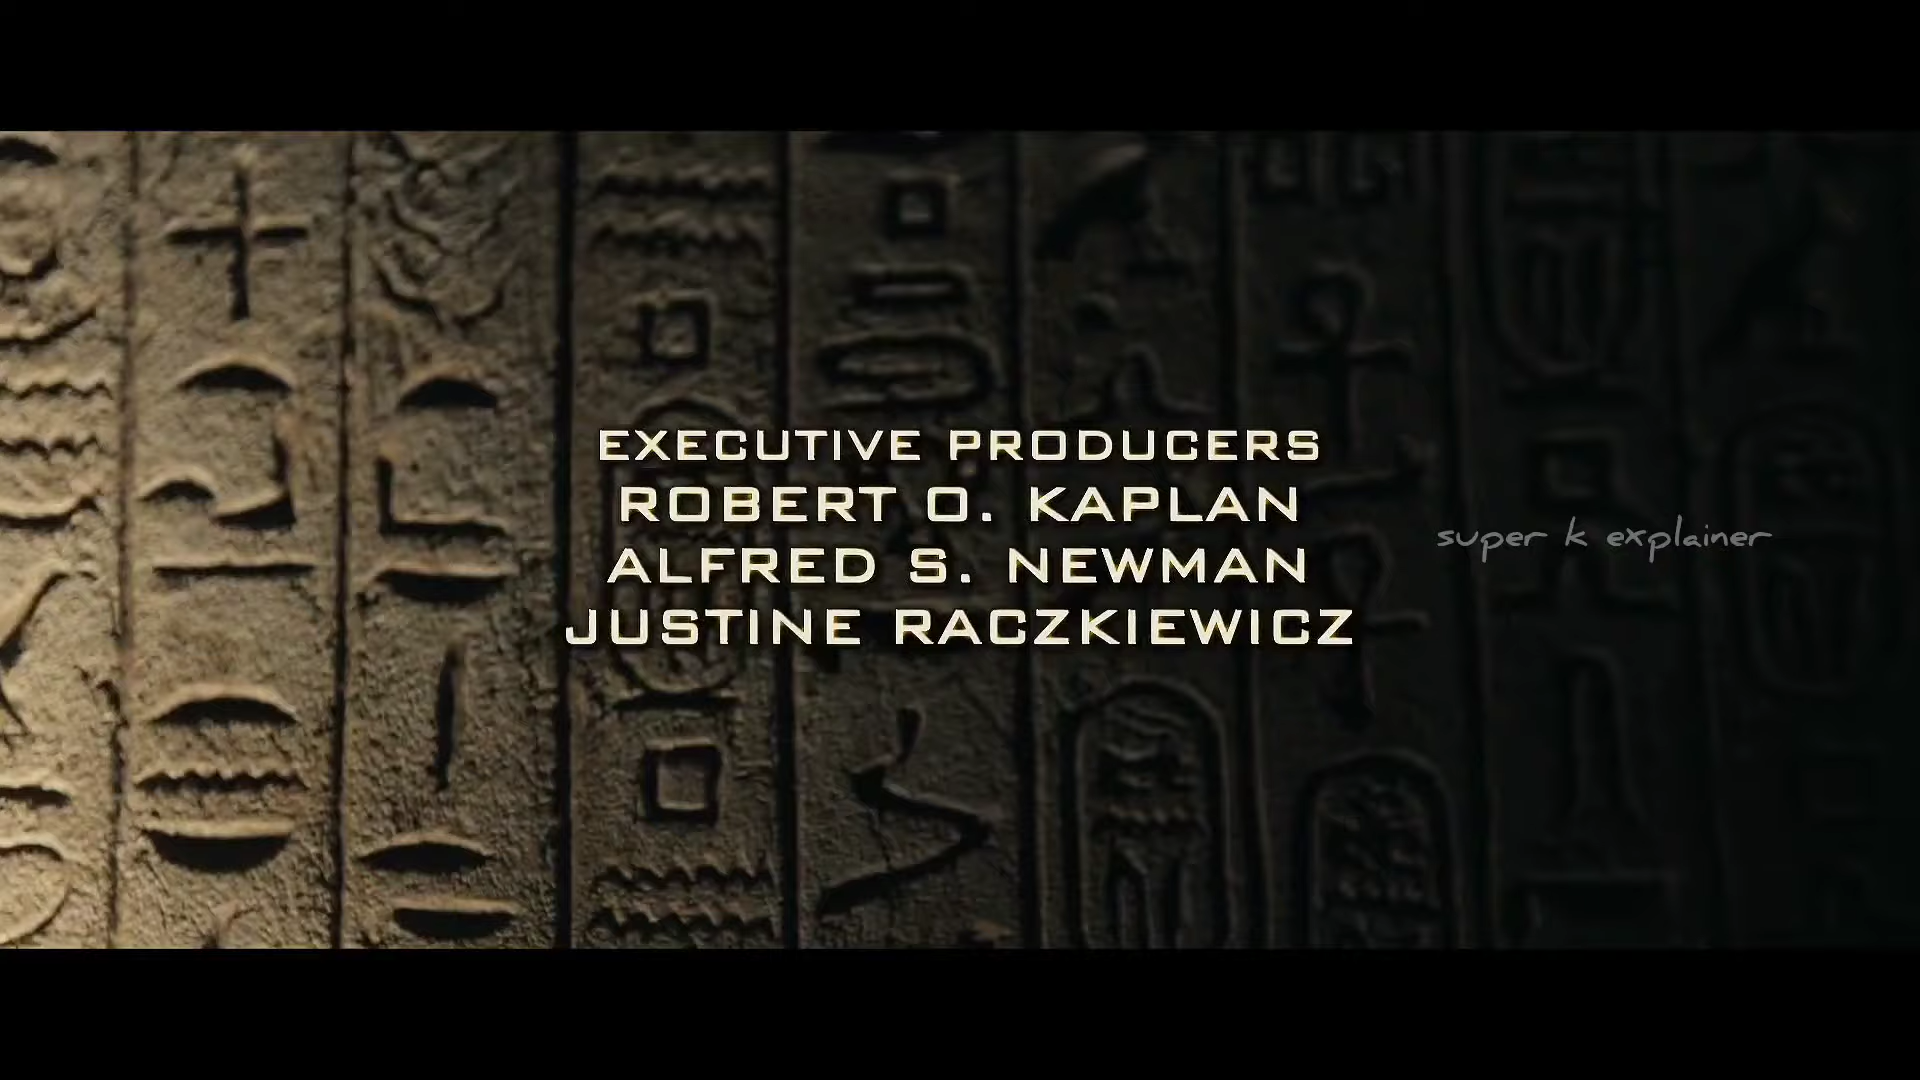 EXECUTIVE PRODUCERS
ROBERT O. KAPLAN
ALFRED S. NEWMAN
JUSTINE RACZKIEWICZ
super k explainer